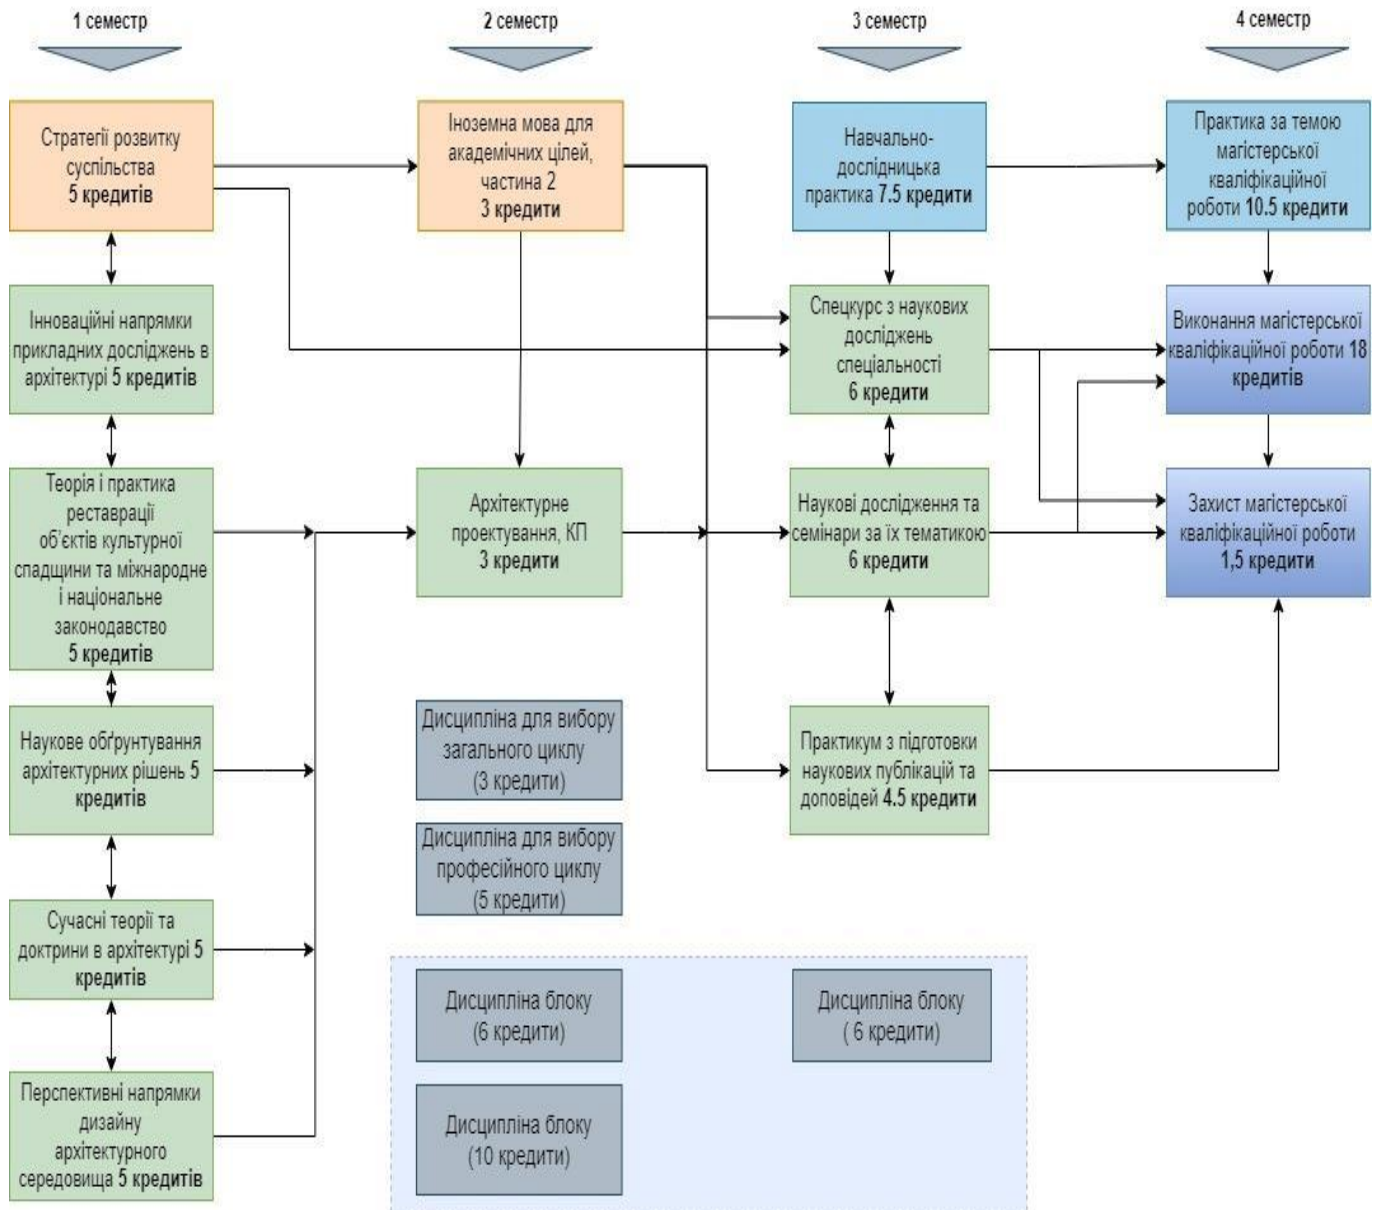 1 семестр
2 семестр
3 семестр
4 семестр
Стратегії розвитку
суспільства
5 кредитів
Інноваційні напрямки
прикладних досліджень в
архітектурі 5 кредитів
Теорія і практика
реставрації
об'єктів культурної
спадщини та міжнародне
і національне
законодавство
5 кредитів
Наукове обґрунтування
архітектурних рішень 5
кредитів
Сучасні теорії та
доктрини в архітектурі 5
кредитів
Перспективні напрямки
дизайну
архітектурного
середовища 5 кредитів
Іноземна мова для
академічних цілей,
частина 2
3 кредити
Архітектурне
проектування, КП
3 кредити
Дисципліна для вибору
загального циклу
(3 кредити)
Дисципліна для вибору
професійного циклу
(5 кредити)
Дисципліна блоку
(6 кредити)
Дисципліна блоку
(10 кредити)
Навчально-
дослідницька
практика 7.5 кредити
Спецкурс з наукових
досліджень
спеціальності
6 кредити
Наукові дослідження та
семінари за їх тематикою
6 кредити
Практикум з підготовки
наукових публікацій та
доповідей 4.5 кредити
Дисципліна блоку
( 6 кредити)
Практика за темою
магістерської
кваліфікаційної
роботи 10.5 кредити
Виконання магістерської
кваліфікаційної роботи 18
кредитів
Захист магістерської
кваліфікаційної роботи
1,5 кредити